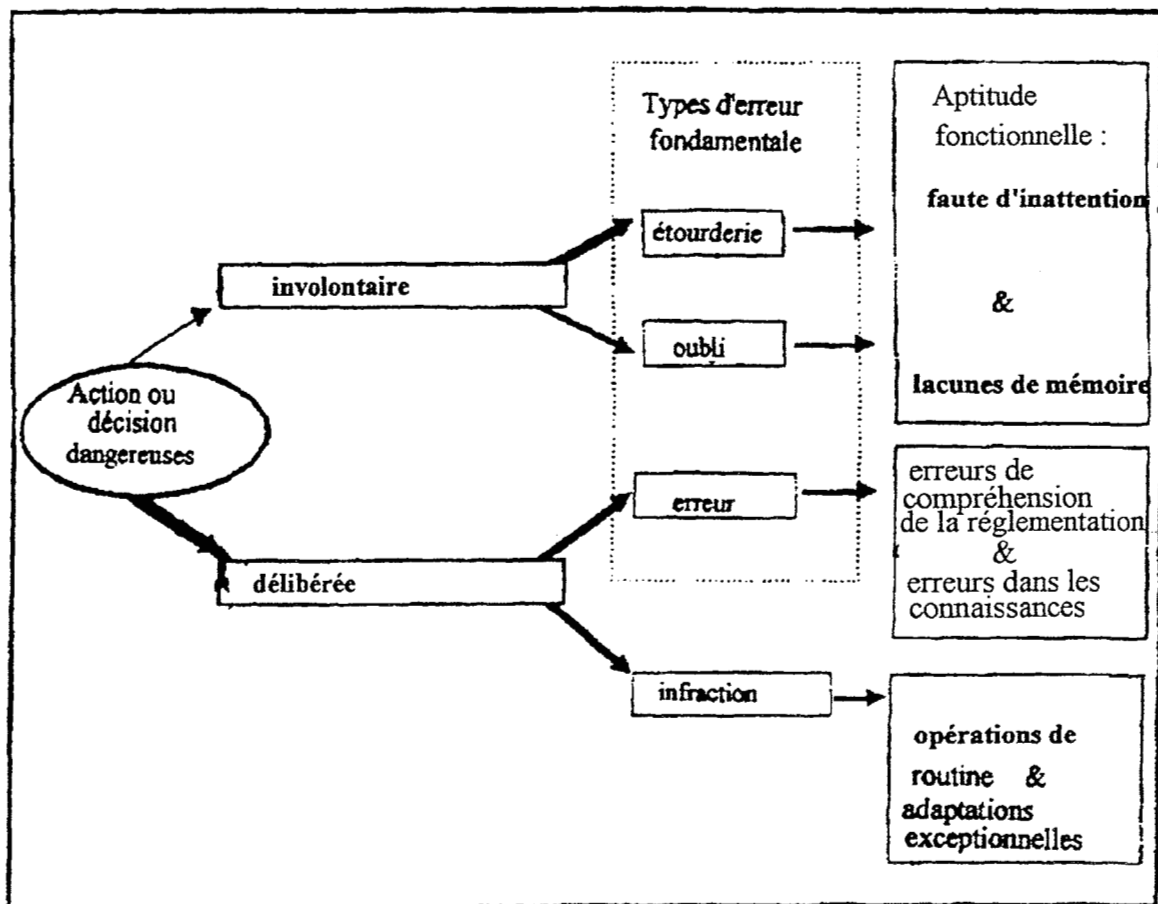 Types d'erreur
fondamentale
Aptitude
fonctionnelle :
faute d'inattention
&
lacunes de mémoire
étourderie
involontaire
oubli
Action ou
décision
dangereuses
erreur
erreurs de
compréhension
de la réglementation
&
erreurs dans les
connaissances
délibérée
infraction
opérations de
routine &
adaptations
exceptionnelles